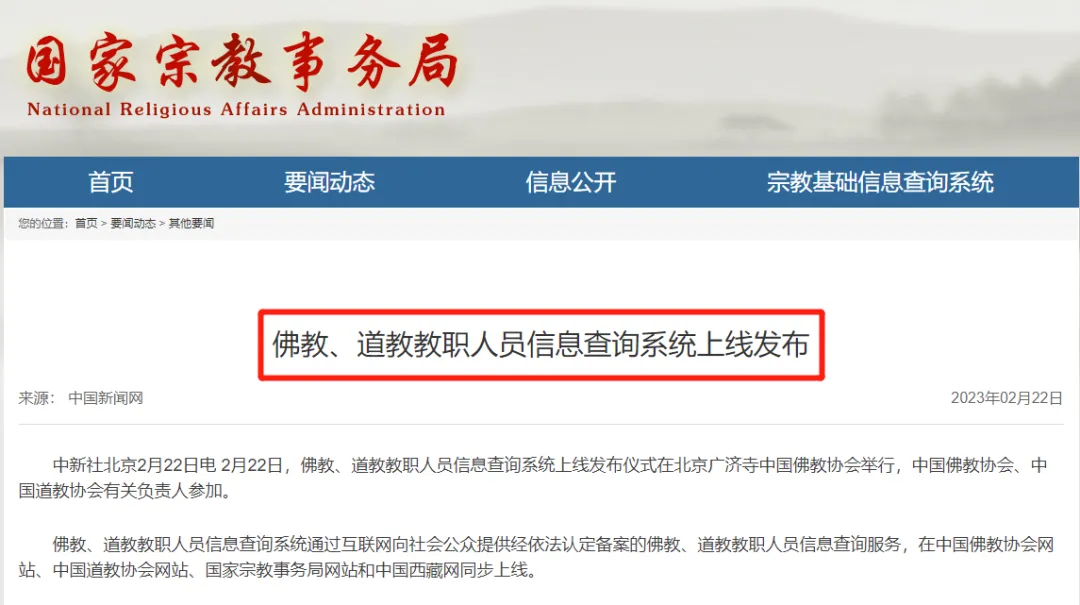 国家宗教事务局
National Religious Affairs Administration
首页 要闻动态 信息公开 宗教基础信息查询系统
您的位置： 首页 > 要闻动态 > 其他要闻
佛教、道教教职人员信息查询系统上线发布
来源： 中国新闻网 2023年02月22日
中新社北京2月22日电 2月22日，佛教、道教教职人员信息查询系统上线发布仪式在北京广济寺中国佛教协会举行，中国佛教协会、中
国道教协会有关负责人参加。
佛教、道教教职人员信息查询系统通过互联网向社会公众提供经依法认定备案的佛教、道教教职人员信息查询服务，在中国佛教协会网
站、中国道教协会网站、国家宗教事务局网站和中国西藏网同步上线。